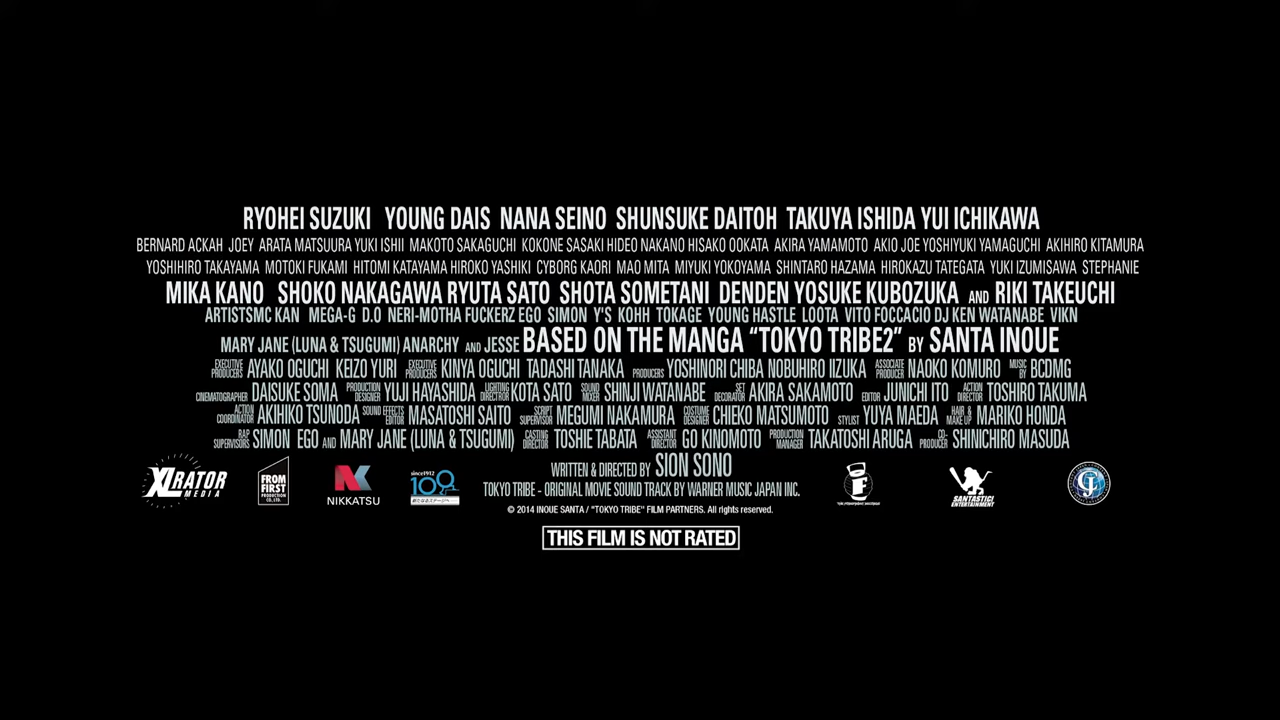 RYOHEI SUZUKI YOUNG DAIS NANA SEINO SHUNSUKE DAITOH TAKUYA ISHIDA YUI ICHIKAWA
BERNARD ACKAH JOEY ARATA MATSUURA YUKI ISHII MAKOTO SAKAGUCHI KOKONE SASAKI HIDEO NAKANO HISAKO OOKATA AKIRA YAMAMOTO AKIO JOE YOSHIYUKI YAMAGUCHI AKIHIRO KITAMURA
YOSHIHIRO TAKAYAMA MOTOKI FUKAMI HITOMI KATAYAMA HIROKO YASHIKI CYBORG KAORI MAO MITA MIYUKI YOKOYAMA SHINTARO HAZAMA HIROKAZU TATEGATA YUKI IZUMISAWA STEPHANIE
MIKA KANO SHOKO NAKAGAWA RYUTA SATO SHOTA SOMETANI DENDEN YOSUKE KUBOZUKA AND RIKI TAKEUCHI
ARTISTSMC KAN MEGA-G D.O NERI-MOTHA FUCKERZ EGO SIMON Y'S KOHH TOKAGE YOUNG HASTLE LOOTA VITO FOCCACIO DJ KEN WATANABE VIKN
MARY JANE (LUNA & TSUGUMI) ANARCHY AND JESSE BASED ON THE MANGA “TOKYO TRIBE2” BY SANTA INOUE
EXECUTIVE PRODUCERS AYAKO OGUCHI KEIZO YURI EXECUTIVE PRODUCERS KINYA OGUCHI TADASHI TANAKA PRODUCERS YOSHINORI CHIBA NOBUHIRO IIZUKA ASSOCIATE PRODUCER NAOKO KOMURO MUSIC BY BCDMG
CINEMATOGRAPHER DAISUKE SOMA PRODUCTION DESIGNER YUJI HAYASHIDA LIGHTING DIRECTROR KOTA SATO SOUND MIXER SHINJI WATANABE SET DECORATOR AKIRA SAKAMOTO EDITOR JUNICHI ITO ACTION DIRECTOR TOSHIRO TAKUMA
ACTION COORDINATOR AKIHIKO TSUNODA SOUND EFFECTS EDITOR MASATOSHI SAITO SCRIPT SUPERVISOR MEGUMI NAKAMURA COSTUME DESIGNER CHIEKO MATSUMOTO STYLIST YUYA MAEDA HAIR & MAKE UP MARIKO HONDA
RAP SUPERVISORS SIMON EGO AND MARY JANE (LUNA & TSUGUMI) CASTING DIRECTOR TOSHIE TABATA ASSISTANT DIRECTOR GO KINOMOTO PRODUCTION MANAGER TAKATOSHI ARUGA CO-PRODUCER SHINICHIRO MASUDA
WRITTEN & DIRECTED BY SION SONO
TOKYO TRIBE - ORIGINAL MOVIE SOUND TRACK BY WARNER MUSIC JAPAN INC.
© 2014 INOUE SANTA / "TOKYO TRIBE" FILM PARTNERS. All rights reserved.
THIS FILM IS NOT RATED
XLRATOR
MEDIA
FROM
FIRST
PRODUCTION
CO.,LTD.
NIKKATSU
since1912
100
SANTASTIC!
ENTERTAINMENT